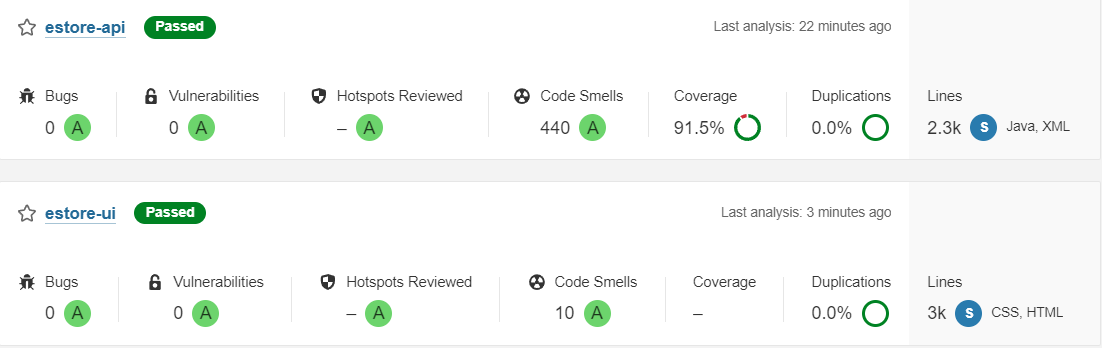 estore-api Passed Last analysis: 22 minutes ago
Bugs Vulnerabilities Hotspots Reviewed Code Smells Coverage Duplications Lines
0 A 0 A – A 440 A 91.5% 0.0% 2.3k S Java, XML
estore-ui Passed Last analysis: 3 minutes ago
Bugs Vulnerabilities Hotspots Reviewed Code Smells Coverage Duplications Lines
0 A 0 A – A 10 A – 0.0% 3k S CSS, HTML